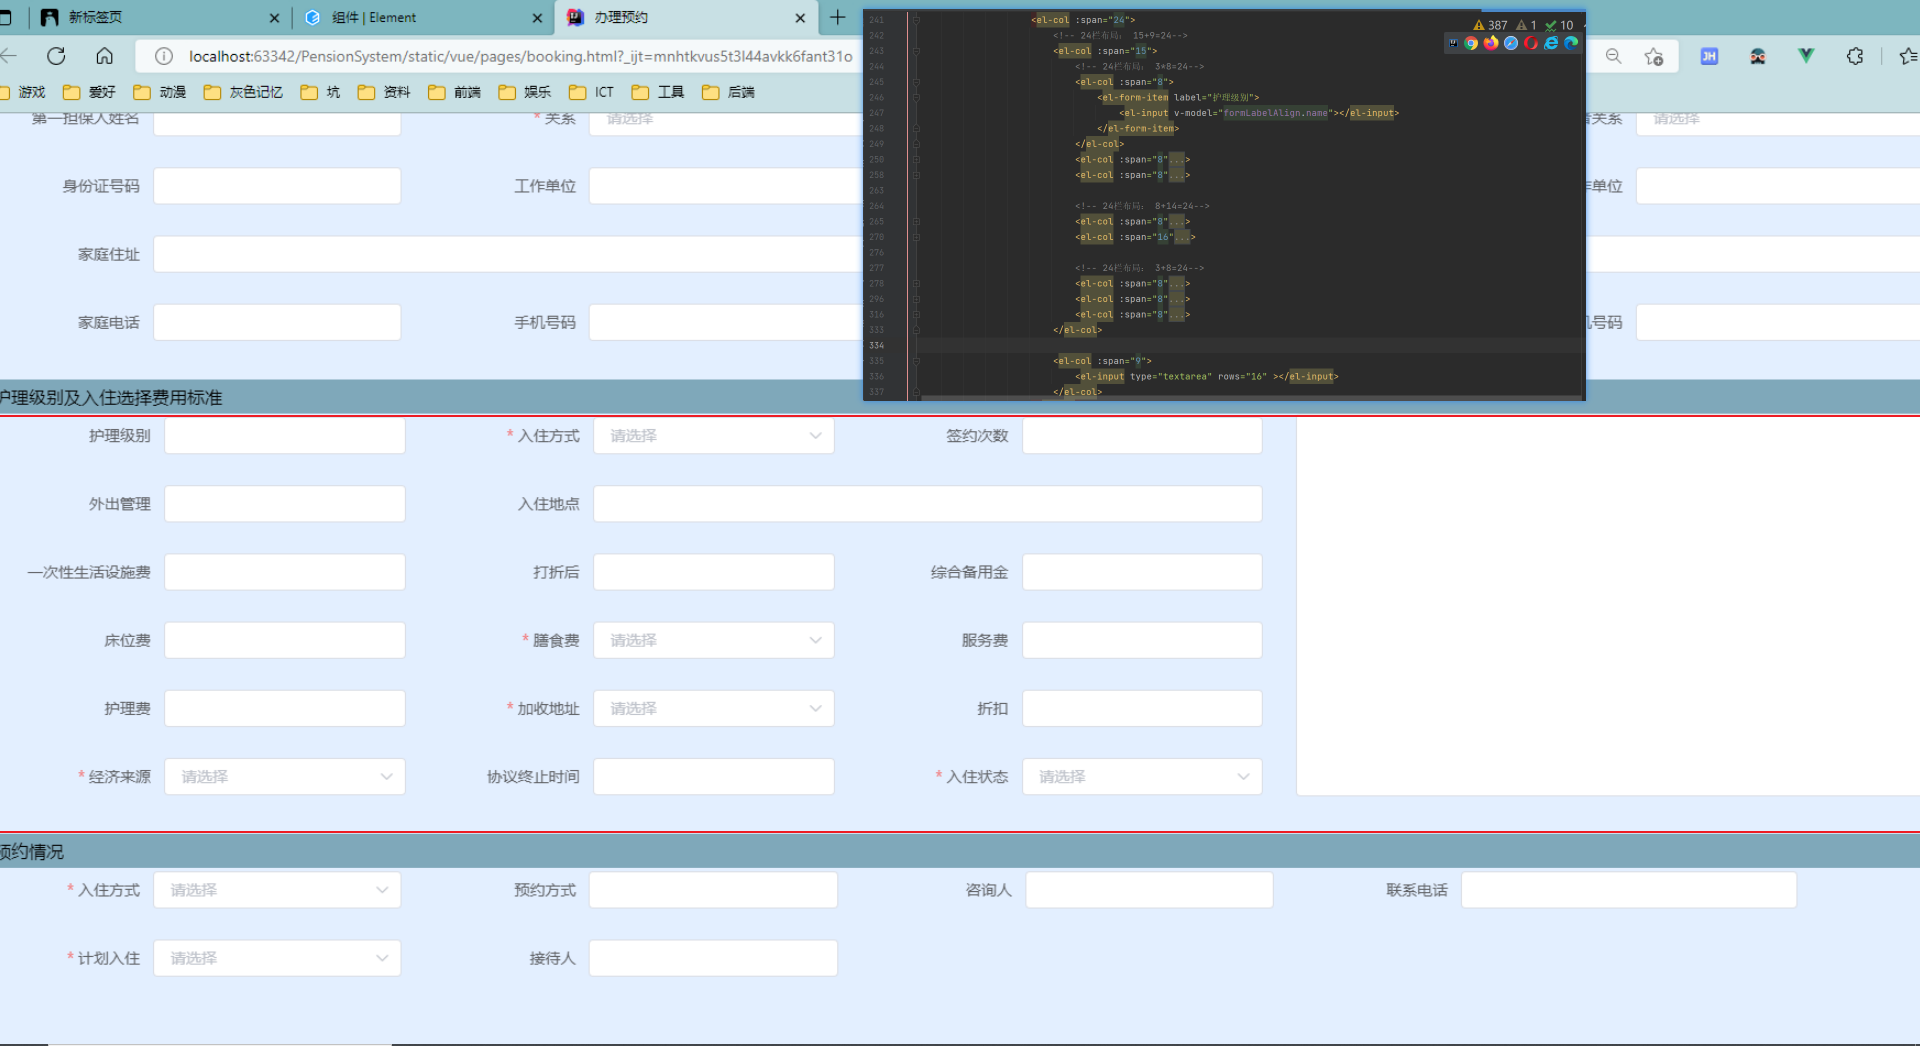 新标签页
组件 | Element
办理预约
localhost:63342/PensionSystem/static/vue/pages/booking.html?_ijt=mnhtkvus5t3l44avkk6fant31o
JH
游戏 爱好 动漫 灰色记忆 坑 资料 前端 娱乐 ICT 工具 后端
387 1 10
241 <el-col :span="24">
242 <!-- 24栏布局: 15+9=24-->
243 <el-col :span="15">
244 <!-- 24栏布局: 3*8=24-->
245 <el-col :span="8">
246 <el-form-item label="护理级别">
247 <el-input v-model="formLabelAlign.name"></el-input>
248 </el-form-item>
249 </el-col>
250 <el-col :span="8"...>
258 <el-col :span="8"...>
263
264 <!-- 24栏布局: 8+14=24-->
265 <el-col :span="8"...>
270 <el-col :span="16"...>
276
277 <!-- 24栏布局: 3+8=24-->
278 <el-col :span="8"...>
296 <el-col :span="8"...>
316 <el-col :span="8"...>
333 </el-col>
334
335 <el-col :span="9">
336 <el-input type="textarea" rows="16" ></el-input>
337 </el-col>
第一担保人姓名 * 关系 请选择 关系 请选择
身份证号码 工作单位 单位
家庭住址
家庭电话 手机号码 号码
护理级别及入住选择费用标准
护理级别 * 入住方式 请选择 签约次数
外出管理 入住地点
一次性生活设施费 打折后 综合备用金
床位费 * 膳食费 请选择 服务费
护理费 * 加收地址 请选择 折扣
* 经济来源 请选择 协议终止时间 * 入住状态 请选择
预约情况
* 入住方式 请选择 预约方式 咨询人 联系电话
* 计划入住 请选择 接待人